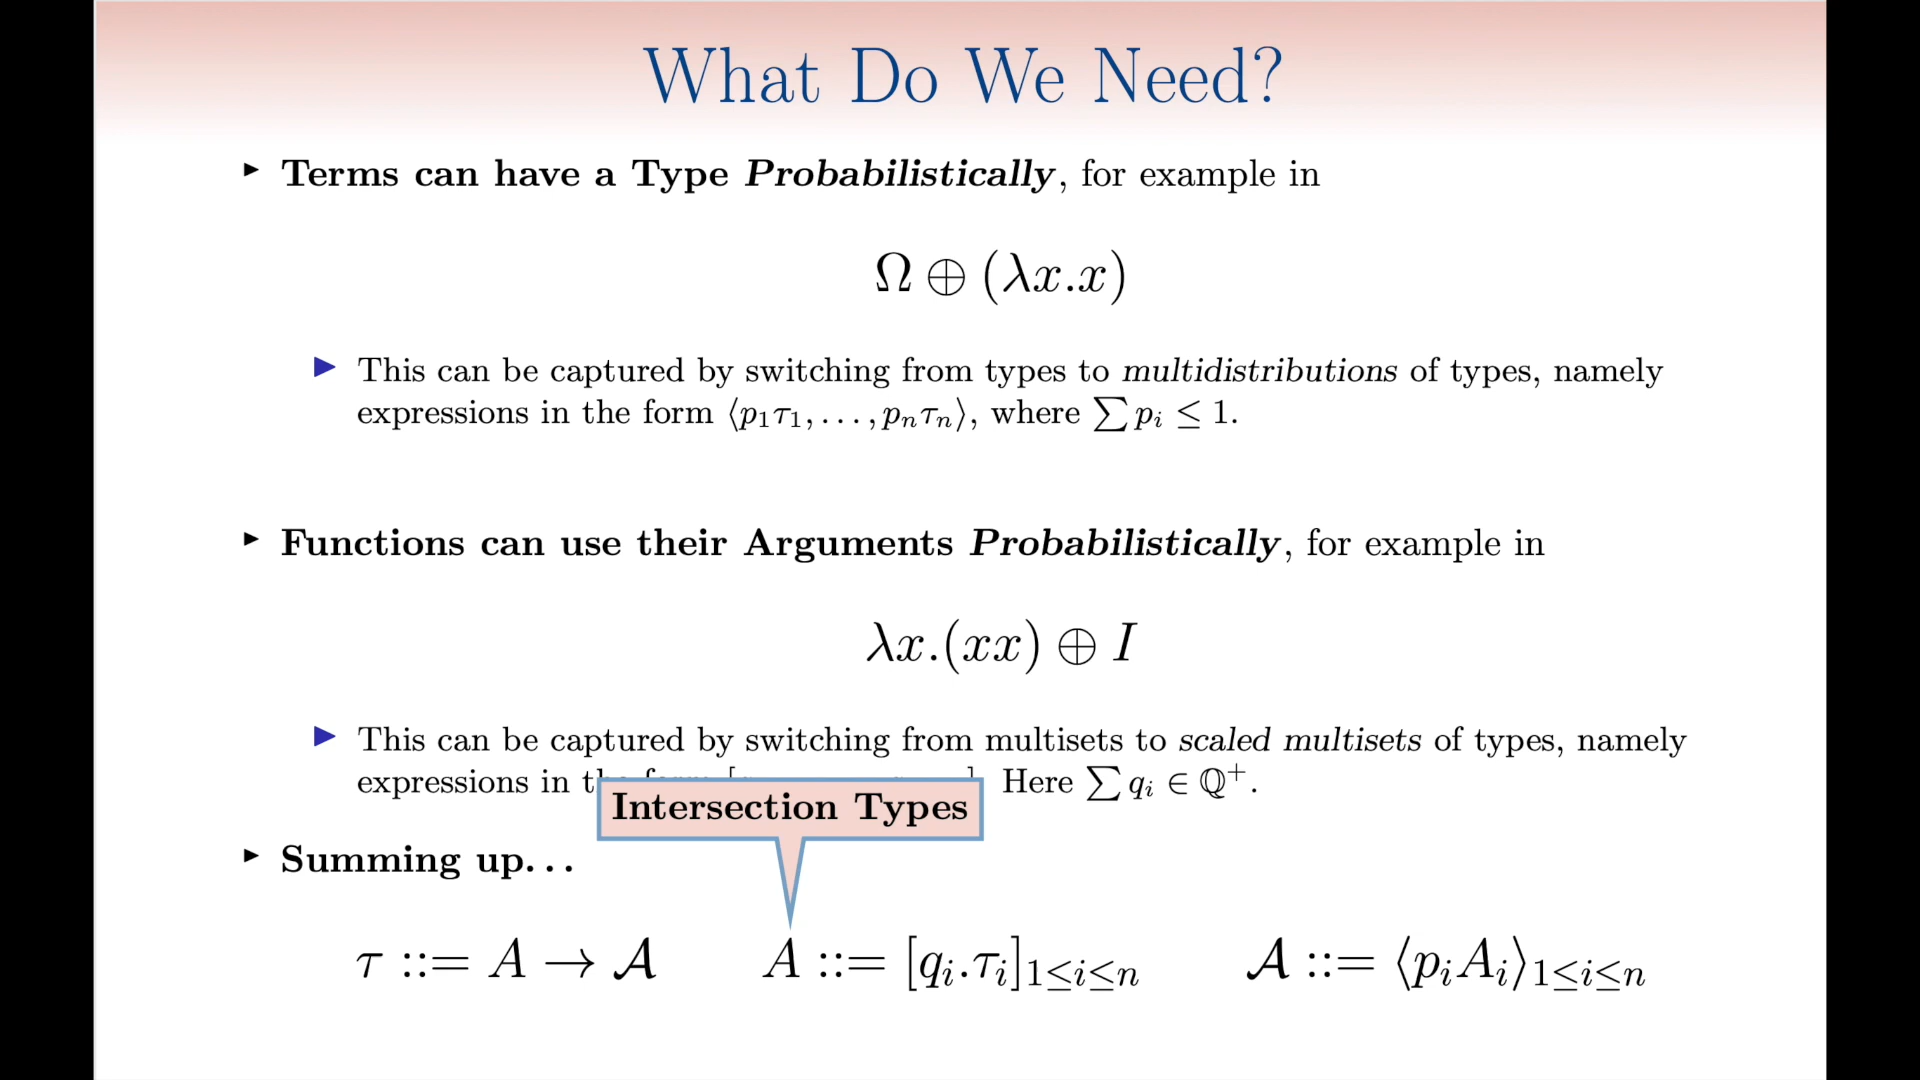 What Do We Need?
▸ Terms can have a Type Probabilistically, for example in
Ω ⊕ (λx.x)
▶ This can be captured by switching from types to multidistributions of types, namely
expressions in the form ⟨p₁τ₁, . . . , pₙτₙ⟩, where ∑ pᵢ ≤ 1.
▸ Functions can use their Arguments Probabilistically, for example in
λx.(xx) ⊕ I
▶ This can be captured by switching from multisets to scaled multisets of types, namely
expressions in Here ∑ qᵢ ∈ ℚ⁺.
Intersection Types
▸ Summing up. . .
τ ::= A → 𝒜 A ::= [qᵢ.τᵢ]₁≤ᵢ≤ₙ 𝒜 ::= ⟨pᵢAᵢ⟩₁≤ᵢ≤ₙ